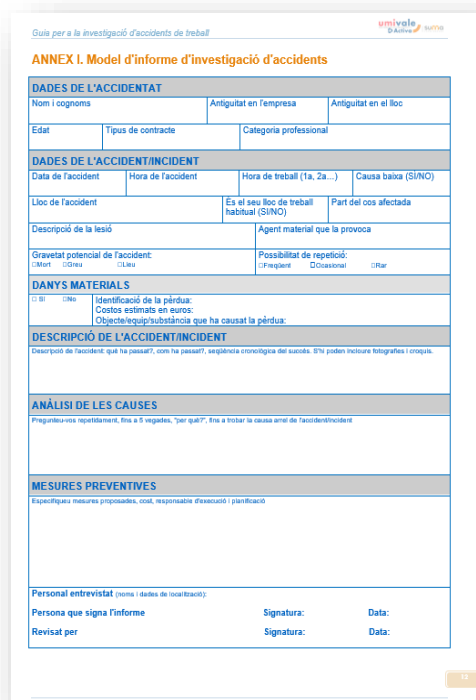 Guia per a la investigació d'accidents de treball
umivale
Activa
suma
ANNEX I. Model d'informe d'investigació d'accidents
DADES DE L'ACCIDENTAT
Nom i cognoms
Antiguitat en l'empresa
Antiguitat en el lloc
Edat
Tipus de contracte
Categoria professional
DADES DE L'ACCIDENT/INCIDENT
Data de l'accident
Hora de l'accident
Hora de treball (1a, 2a…)
Causa baixa (SÍ/NO)
Lloc de l'accident
És el seu lloc de treball
habitual (SI/NO)
Part del cos afectada
Descripció de la lesió
Agent material que la provoca
Gravetat potencial de l'accident:
□Mort □Greu □Lleu
Possibilitat de repetició:
□Freqüent □Ocasional □Rar
DANYS MATERIALS
□ Sí □No
Identificació de la pèrdua:
Costos estimats en euros:
Objecte/equip/substància que ha causat la pèrdua:
DESCRIPCIÓ DE L'ACCIDENT/INCIDENT
Descripció de l'accident: què ha passat?, com ha passat?, seqüència cronològica del succés. S'hi poden incloure fotografies i croquis.
ANÀLISI DE LES CAUSES
Pregunteu-vos repetidament, fins a 5 vegades, "per què?", fins a trobar la causa arrel de l'accident/incident
MESURES PREVENTIVES
Especifiqueu mesures proposades, cost, responsable d'execució i planificació
Personal entrevistat (noms i dades de localització):
Persona que signa l'informe Signatura: Data:
Revisat per Signatura: Data: